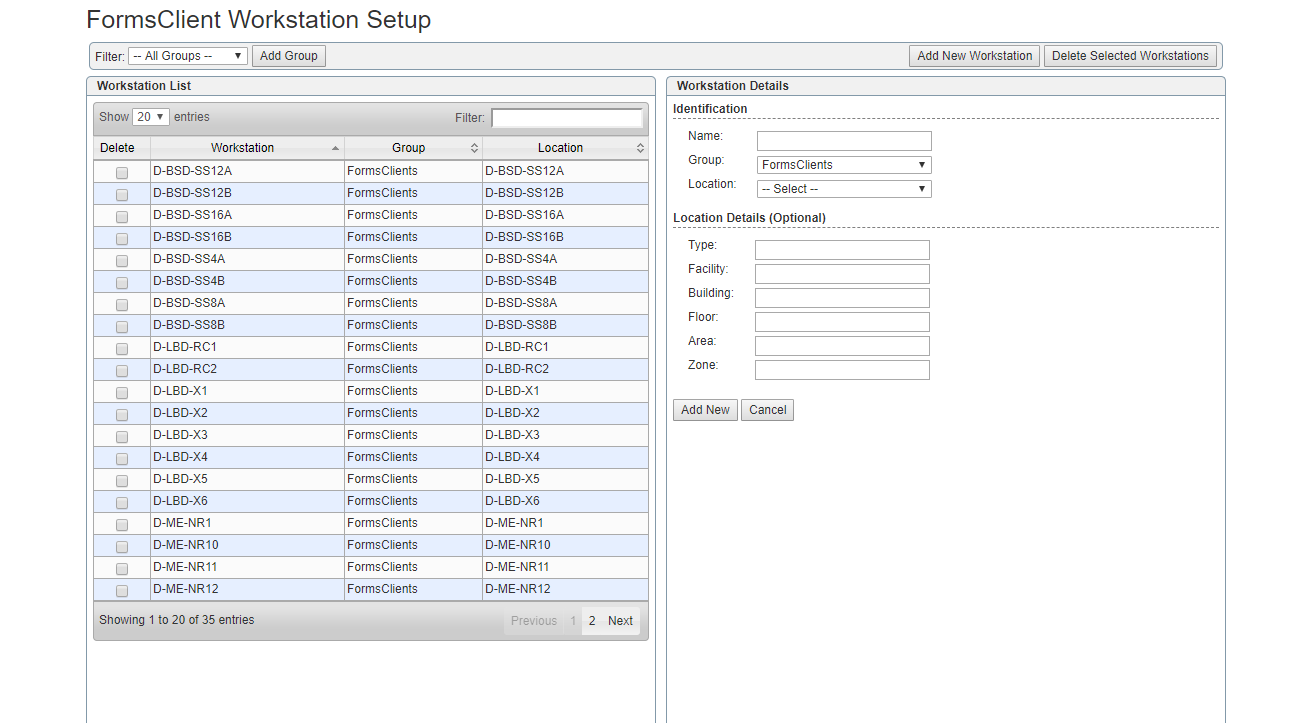 FormsClient Workstation Setup
Filter: -- All Groups -- Add Group Add New Workstation Delete Selected Workstations
Workstation List
Show 20 entries Filter:
Delete Workstation Group Location
D-BSD-SS12A FormsClients D-BSD-SS12A
D-BSD-SS12B FormsClients D-BSD-SS12B
D-BSD-SS16A FormsClients D-BSD-SS16A
D-BSD-SS16B FormsClients D-BSD-SS16B
D-BSD-SS4A FormsClients D-BSD-SS4A
D-BSD-SS4B FormsClients D-BSD-SS4B
D-BSD-SS8A FormsClients D-BSD-SS8A
D-BSD-SS8B FormsClients D-BSD-SS8B
D-LBD-RC1 FormsClients D-LBD-RC1
D-LBD-RC2 FormsClients D-LBD-RC2
D-LBD-X1 FormsClients D-LBD-X1
D-LBD-X2 FormsClients D-LBD-X2
D-LBD-X3 FormsClients D-LBD-X3
D-LBD-X4 FormsClients D-LBD-X4
D-LBD-X5 FormsClients D-LBD-X5
D-LBD-X6 FormsClients D-LBD-X6
D-ME-NR1 FormsClients D-ME-NR1
D-ME-NR10 FormsClients D-ME-NR10
D-ME-NR11 FormsClients D-ME-NR11
D-ME-NR12 FormsClients D-ME-NR12
Showing 1 to 20 of 35 entries Previous 1 2 Next
Workstation Details
Identification
Name:
Group: FormsClients
Location: -- Select --
Location Details (Optional)
Type:
Facility:
Building:
Floor:
Area:
Zone:
Add New Cancel